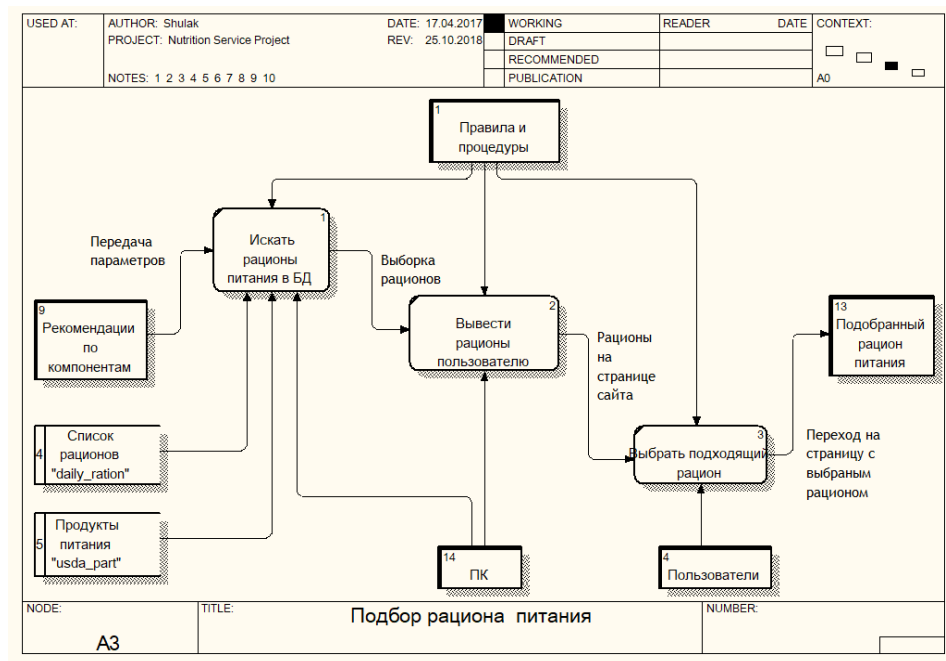 USED AT:
AUTHOR: Shulak
DATE: 17.04.2017
WORKING
READER
DATE
CONTEXT:
PROJECT: Nutrition Service Project
REV: 25.10.2018
DRAFT
RECOMMENDED
NOTES: 1 2 3 4 5 6 7 8 9 10
PUBLICATION
A0
1
Правила и
процедуры
1
Искать
рационы
питания в БД
Передача
параметров
Выборка
рационов
9
Рекомендации
по
компонентам
2
Вывести
рационы
пользователю
13
Подобранный
рацион
питания
Рационы
на
странице
сайта
4
Список
рационов
"daily_ration"
3
Выбрать подходящий
рацион
Переход на
страницу с
выбраным
рационом
5
Продукты
питания
"usda_part"
14
ПК
4
Пользователи
NODE:
A3
TITLE:
Подбор рациона питания
NUMBER: